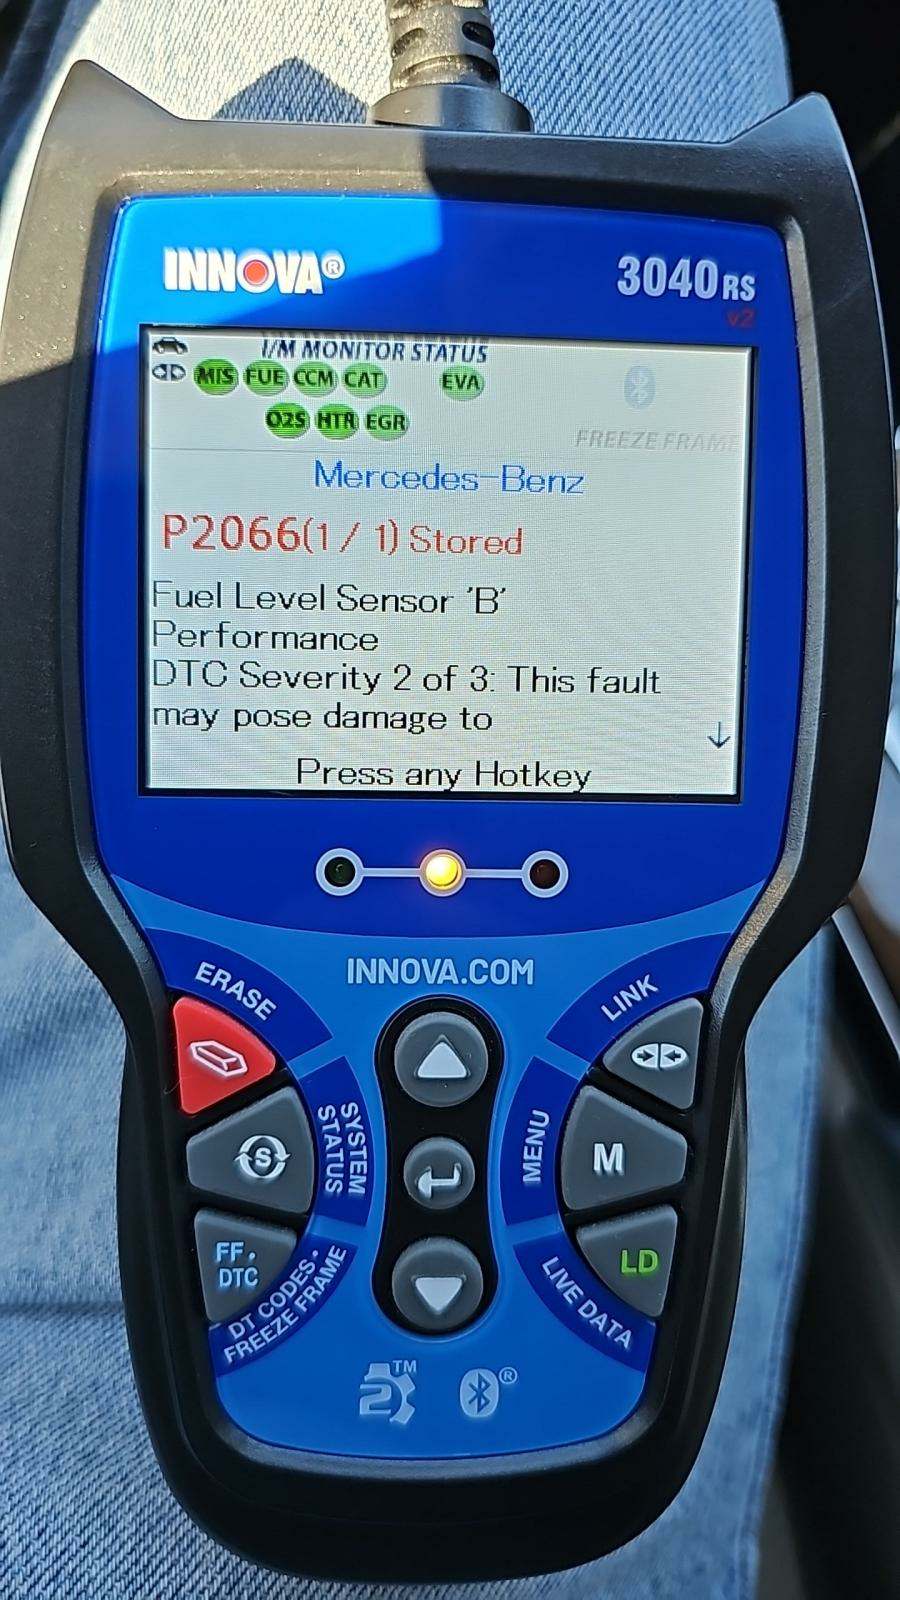 INNOVA®
3040RS
v2
I/M MONITOR STATUS
MIS FUE CCM CAT EVA
O2S HTR EGR
FREEZE FRAME
Mercedes-Benz
P2066(1 / 1) Stored
Fuel Level Sensor 'B'
Performance
DTC Severity 2 of 3: This fault
may pose damage to
Press any Hotkey
INNOVA.COM
ERASE
LINK
S
SYSTEM
STATUS
MENU
M
FF.
DTC
DT CODES•
FREEZE FRAME
LD
LIVE DATA
2™
®